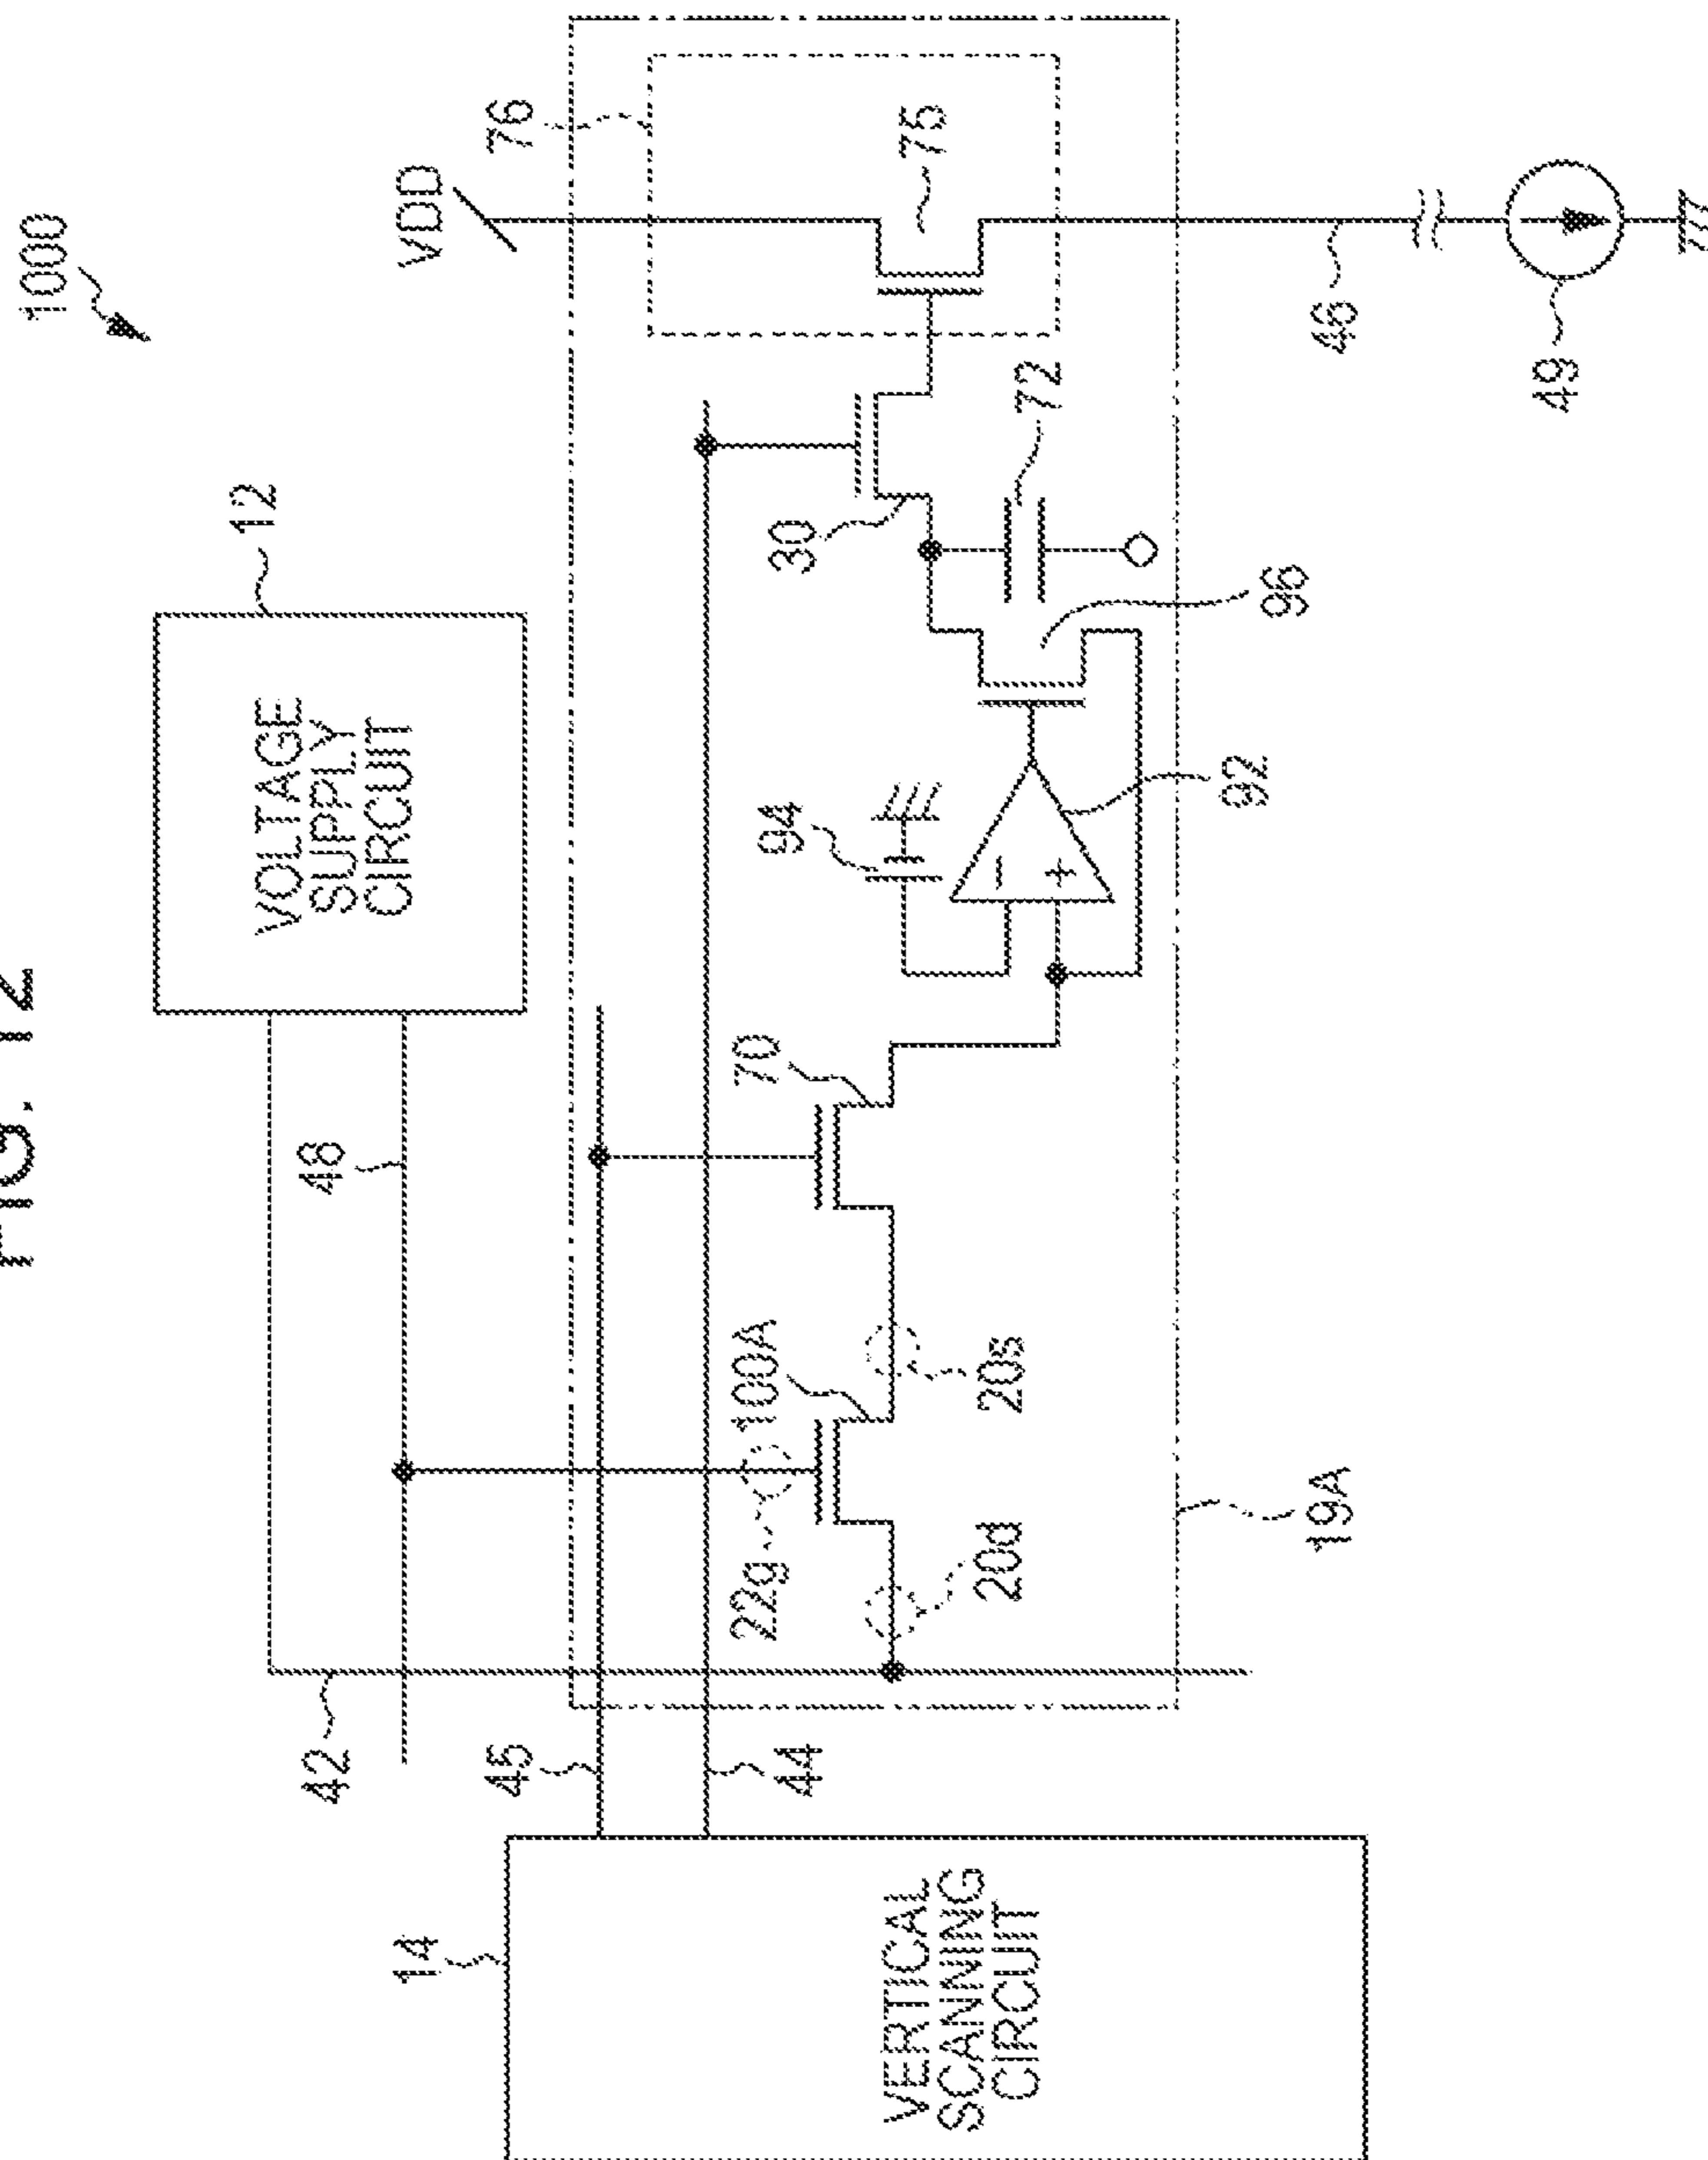 FIG. 12
1000
VDD
76
75
12
VOLTAGE
SUPPLY
CIRCUIT
72
30
46
49
96
94
92
48
70
100A
20s
22g
20d
19A
42
45
44
14
VERTICAL
SCANNING
CIRCUIT